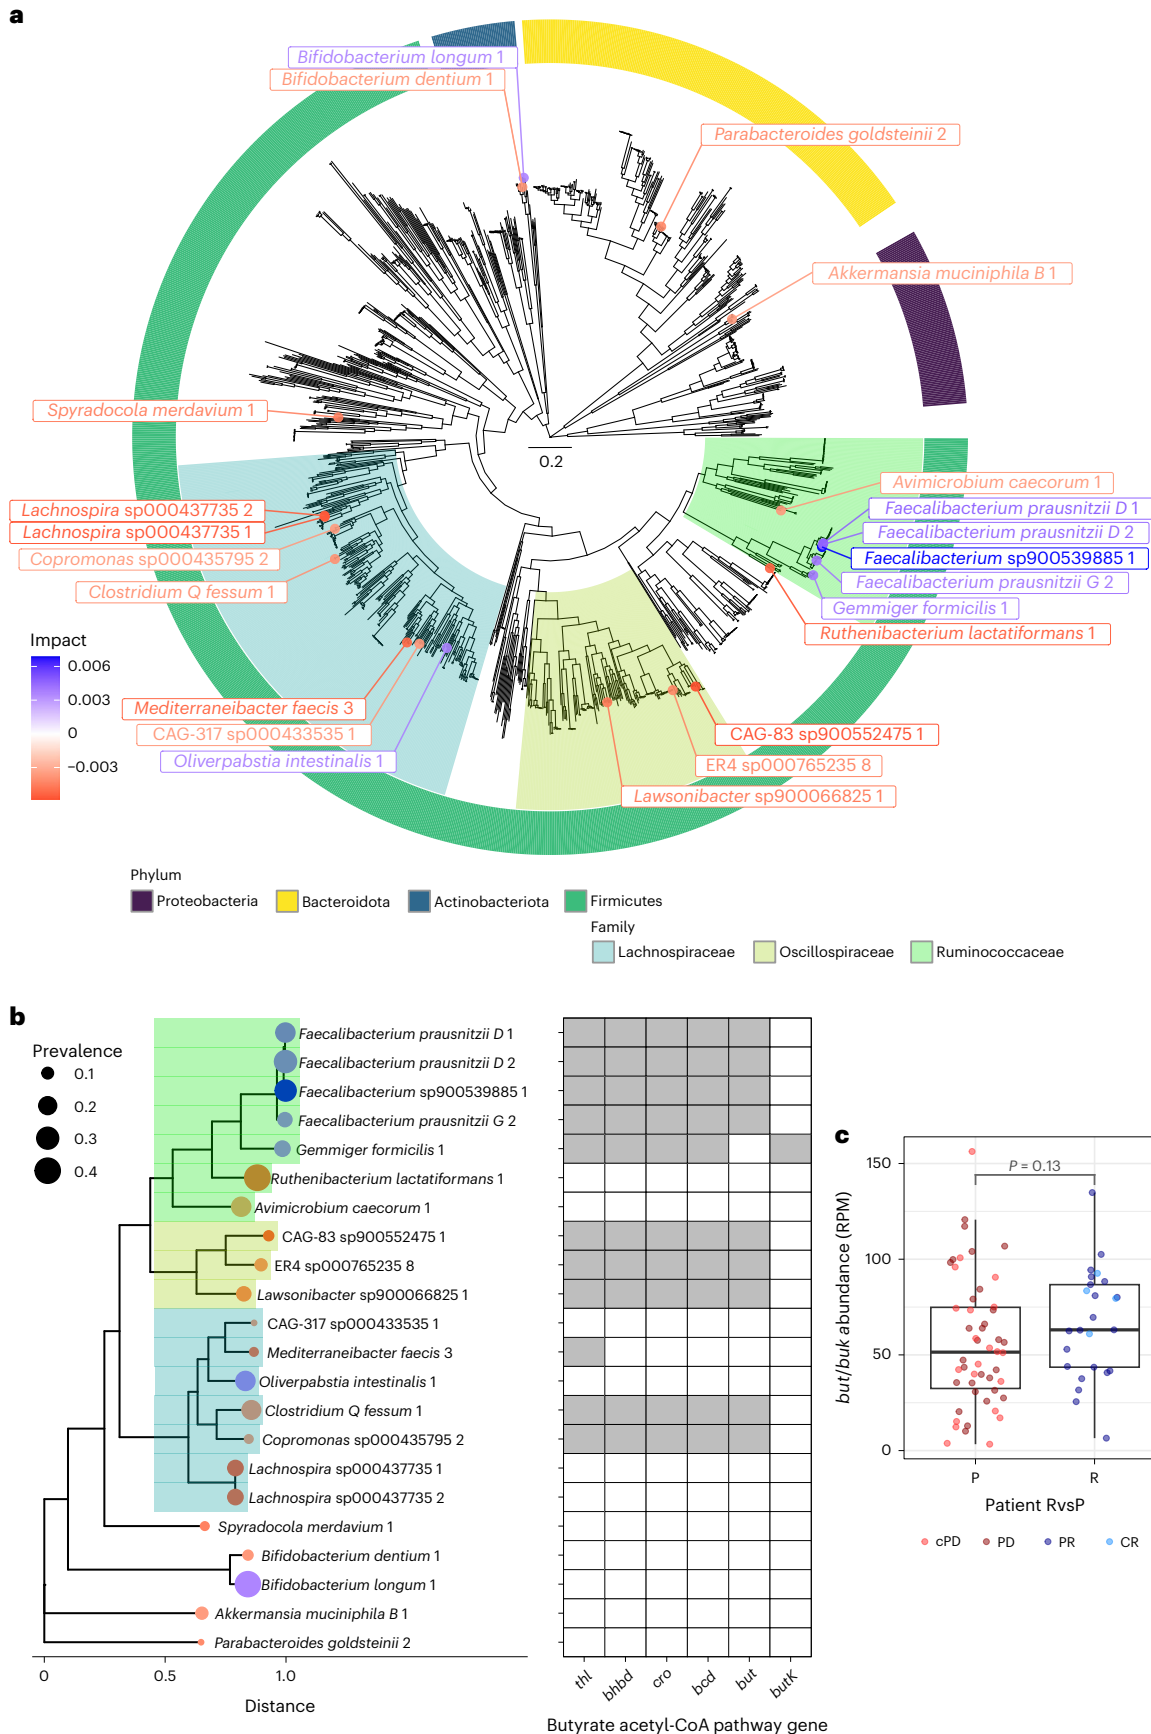 a
Bifidobacterium longum 1
Bifidobacterium dentium 1
Parabacteroides goldsteinii 2
Akkermansia muciniphila B 1
Spyradocola merdavium 1
0.2
Avimicrobium caecorum 1
Faecalibacterium prausnitzii D 1
Lachnospira sp000437735 2
Faecalibacterium prausnitzii D 2
Lachnospira sp000437735 1
Faecalibacterium sp900539885 1
Copromonas sp000435795 2
Faecalibacterium prausnitzii G 2
Clostridium Q fessum 1
Gemmiger formicilis 1
Ruthenibacterium lactatiformans 1
Impact
0.006
0.003
0
−0.003
Mediterraneibacter faecis 3
CAG-317 sp000433535 1
Oliverpabstia intestinalis 1
CAG-83 sp900552475 1
ER4 sp000765235 8
Lawsonibacter sp900066825 1
Phylum
Proteobacteria Bacteroidota Actinobacteriota Firmicutes
Family
Lachnospiraceae Oscillospiraceae Ruminococcaceae
b
Prevalence
0.1
0.2
0.3
0.4
Faecalibacterium prausnitzii D 1
Faecalibacterium prausnitzii D 2
Faecalibacterium sp900539885 1
Faecalibacterium prausnitzii G 2
Gemmiger formicilis 1
Ruthenibacterium lactatiformans 1
Avimicrobium caecorum 1
CAG-83 sp900552475 1
ER4 sp000765235 8
Lawsonibacter sp900066825 1
CAG-317 sp000433535 1
Mediterraneibacter faecis 3
Oliverpabstia intestinalis 1
Clostridium Q fessum 1
Copromonas sp000435795 2
Lachnospira sp000437735 1
Lachnospira sp000437735 2
Spyradocola merdavium 1
Bifidobacterium dentium 1
Bifidobacterium longum 1
Akkermansia muciniphila B 1
Parabacteroides goldsteinii 2
0 0.5 1.0
Distance
thl bhbd cro bcd but butK
Butyrate acetyl-CoA pathway gene
c
but/buk abundance (RPM)
150
100
50
0
P = 0.13
P R
Patient RvsP
cPD PD PR CR